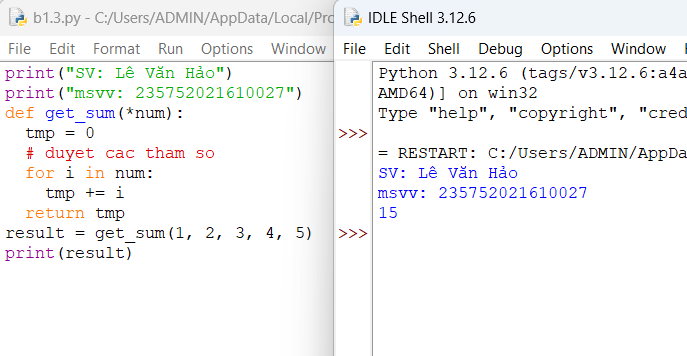 b1.3.py - C:/Users/ADMIN/AppData/Local/Pro
File Edit Format Run Options Window
print("SV: Lê Văn Hảo")
print("msvv: 235752021610027")
def get_sum(*num):
  tmp = 0
  # duyet cac tham so
  for i in num:
    tmp += i
  return tmp
result = get_sum(1, 2, 3, 4, 5)
print(result)
IDLE Shell 3.12.6
File Edit Shell Debug Options Window
Python 3.12.6 (tags/v3.12.6:a4a
AMD64)] on win32
Type "help", "copyright", "cred
>>>
= RESTART: C:/Users/ADMIN/AppDa
SV: Lê Văn Hảo
msvv: 235752021610027
15
>>>